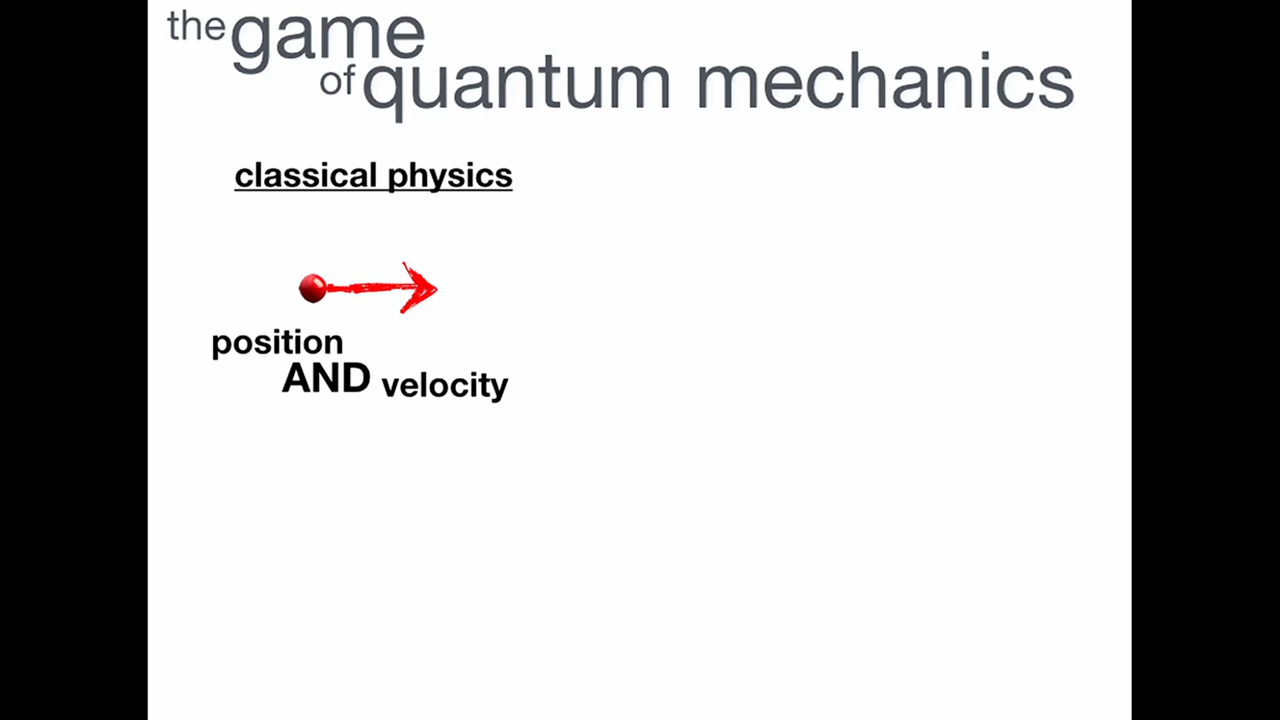 the game
of quantum mechanics
classical physics
position
AND velocity